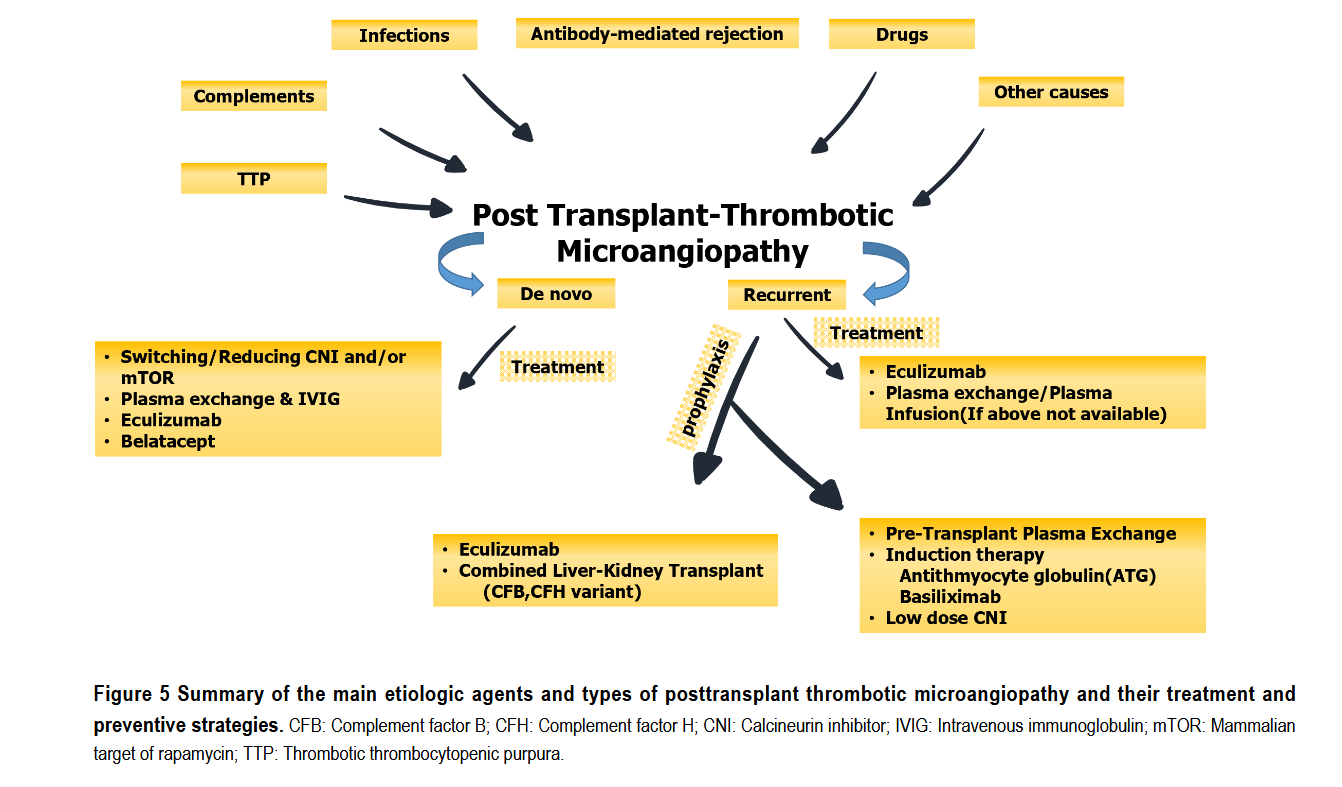 Infections
Antibody-mediated rejection
Drugs
Complements
Other causes
TTP
Post Transplant-Thrombotic
Microangiopathy
De novo
Recurrent
Treatment
Treatment
prophylaxis
• Switching/Reducing CNI and/or
mTOR
• Plasma exchange & IVIG
• Eculizumab
• Belatacept
• Eculizumab
• Plasma exchange/Plasma
Infusion(If above not available)
• Eculizumab
• Combined Liver-Kidney Transplant
(CFB,CFH variant)
• Pre-Transplant Plasma Exchange
• Induction therapy
Antithmyocyte globulin(ATG)
Basiliximab
• Low dose CNI
Figure 5 Summary of the main etiologic agents and types of posttransplant thrombotic microangiopathy and their treatment and
preventive strategies. CFB: Complement factor B; CFH: Complement factor H; CNI: Calcineurin inhibitor; IVIG: Intravenous immunoglobulin; mTOR: Mammalian
target of rapamycin; TTP: Thrombotic thrombocytopenic purpura.